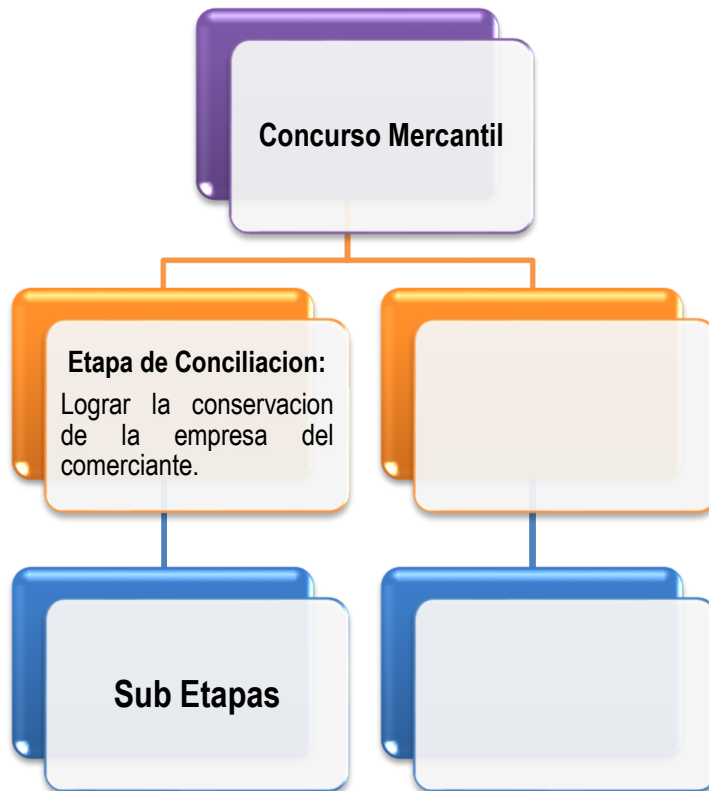 Concurso Mercantil
Etapa de Conciliacion:
Lograr la conservacion
de la empresa del
comerciante.
Sub Etapas